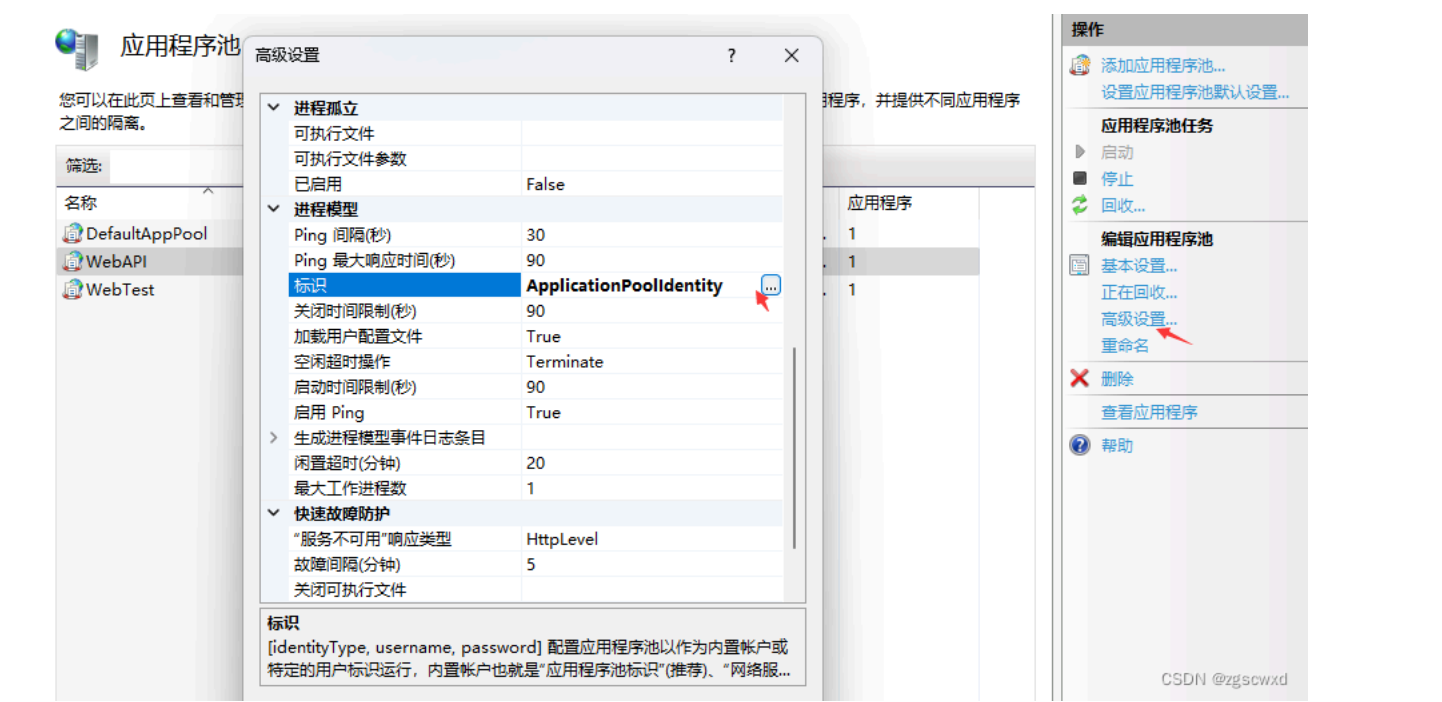 应用程序池
您可以在此页上查看和管理
程序，并提供不同应用程序
之间的隔离。
筛选:
名称
应用程序
DefaultAppPool
1
WebAPI
1
WebTest
1
高级设置
?
进程孤立
可执行文件
可执行文件参数
已启用 False
进程模型
Ping 间隔(秒) 30
Ping 最大响应时间(秒) 90
标识 ApplicationPoolIdentity ...
关闭时间限制(秒) 90
加载用户配置文件 True
空闲超时操作 Terminate
启动时间限制(秒) 90
启用 Ping True
生成进程模型事件日志条目
闲置超时(分钟) 20
最大工作进程数 1
快速故障防护
“服务不可用”响应类型 HttpLevel
故障间隔(分钟) 5
关闭可执行文件
标识
[identityType, username, password] 配置应用程序池以作为内置帐户或
特定的用户标识运行，内置帐户也就是“应用程序池标识”(推荐)、“网络服...
操作
添加应用程序池...
设置应用程序池默认设置...
应用程序池任务
启动
停止
回收...
编辑应用程序池
基本设置...
正在回收...
高级设置...
重命名
删除
查看应用程序
帮助
CSDN @zgscwxd